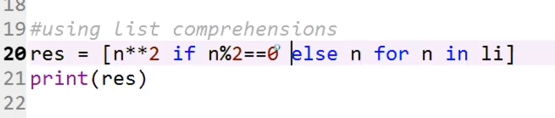 18
19 #using list comprehensions
20 res = [n**2 if n%2==0 else n for n in li]
21 print(res)
22